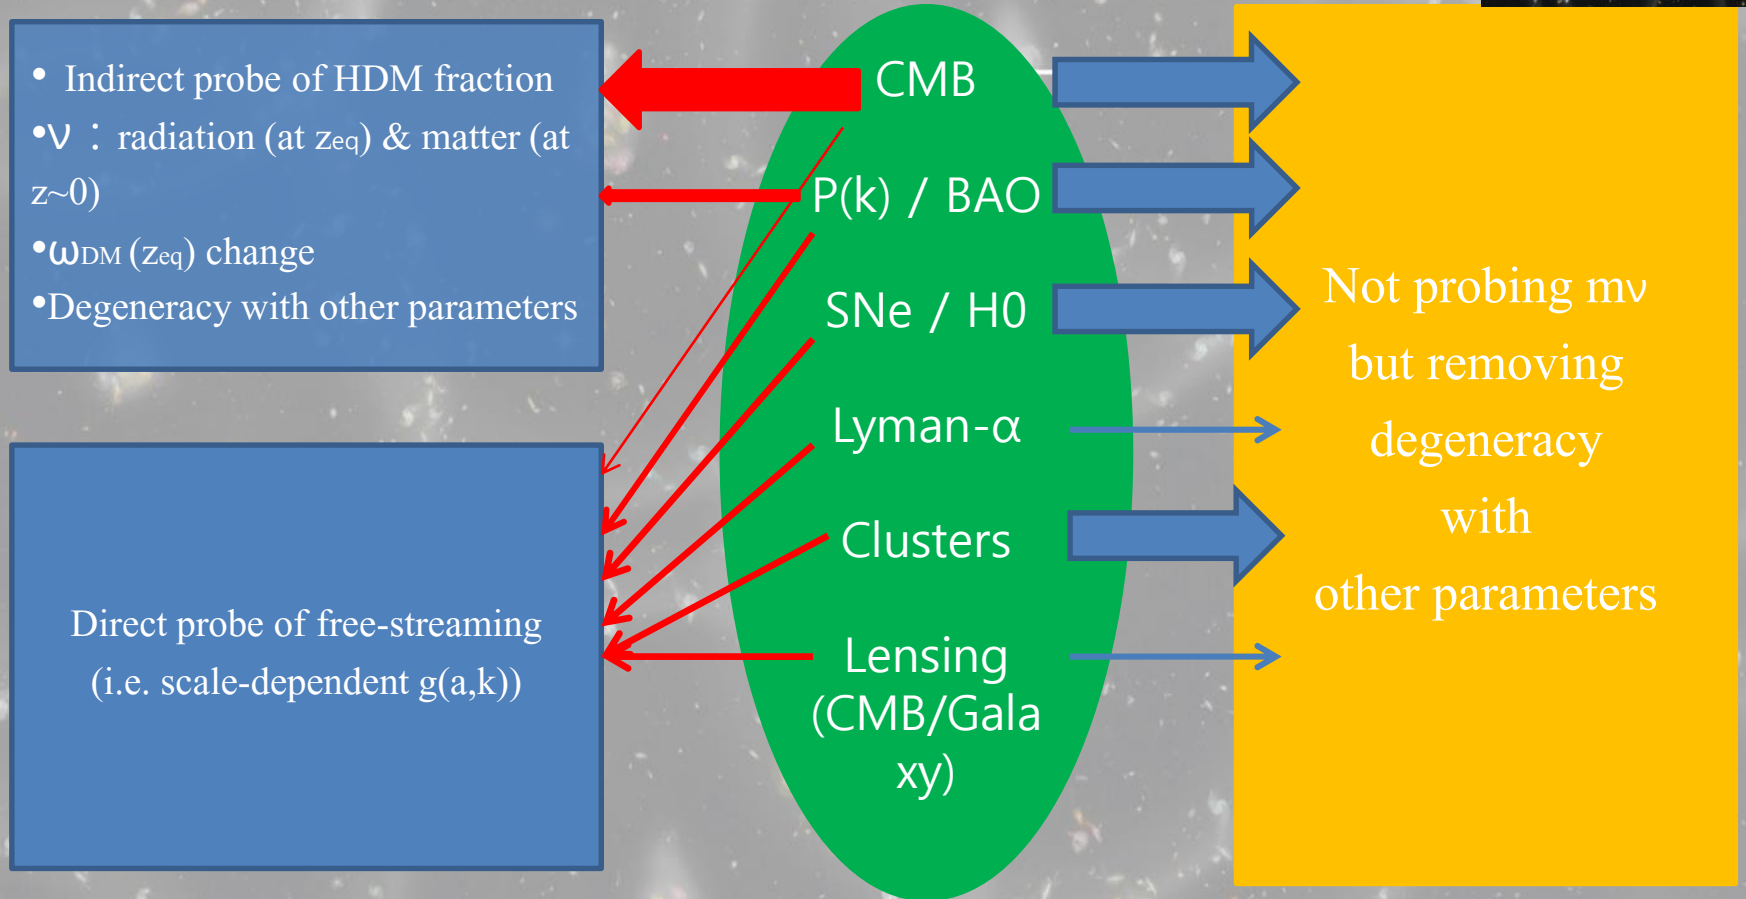 • Indirect probe of HDM fraction
•ν : radiation (at zeq) & matter (at
z~0)
•ωDM (zeq) change
•Degeneracy with other parameters
Direct probe of free-streaming
(i.e. scale-dependent g(a,k))
CMB
P(k) / BAO
SNe / H0
Lyman-α
Clusters
Lensing
(CMB/Gala
xy)
Not probing mν
but removing
degeneracy
with
other parameters